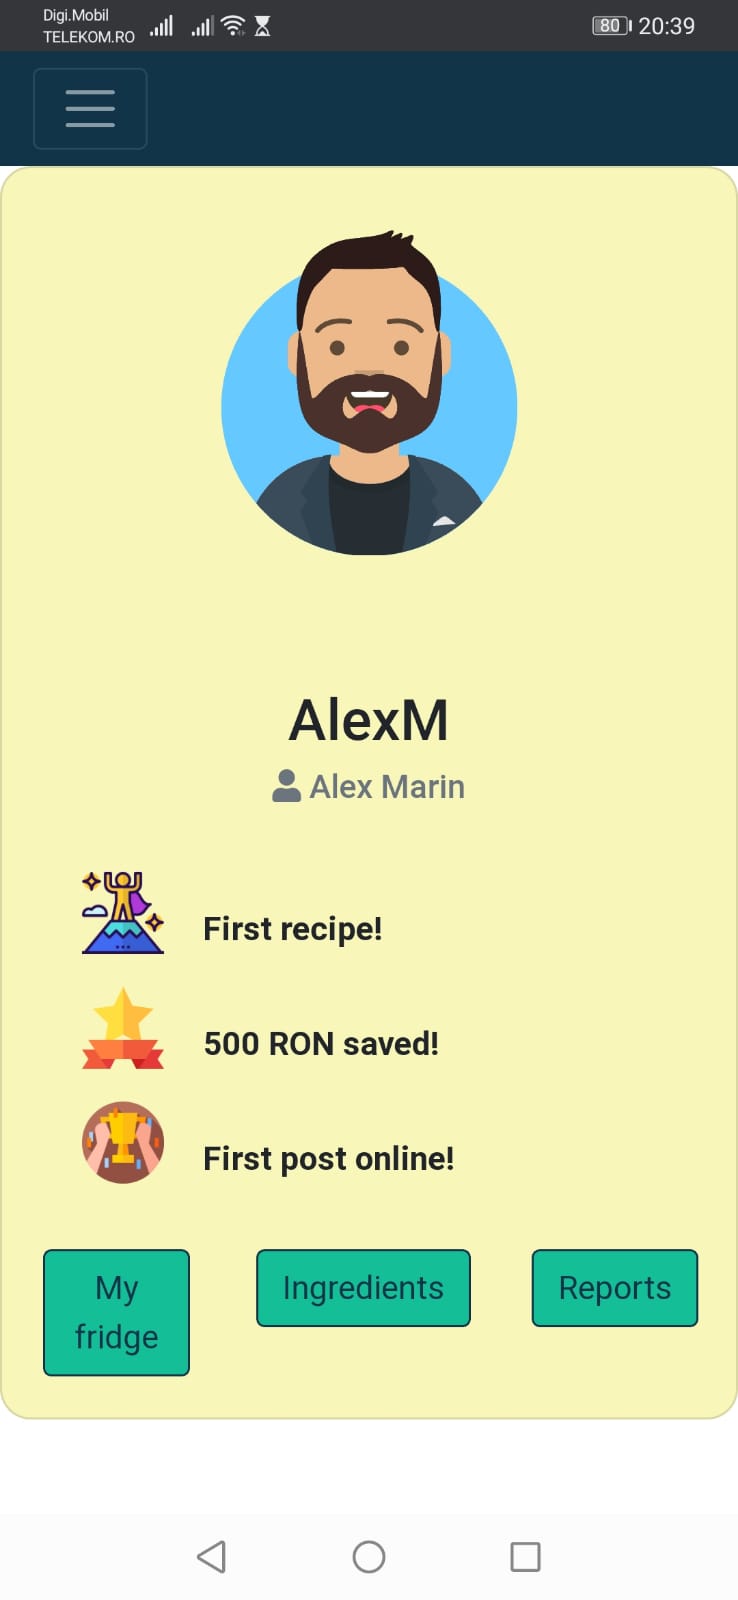 Digi.Mobil
TELEKOM.RO
80 20:39
AlexM
Alex Marin
First recipe!
500 RON saved!
First post online!
My
fridge
Ingredients
Reports